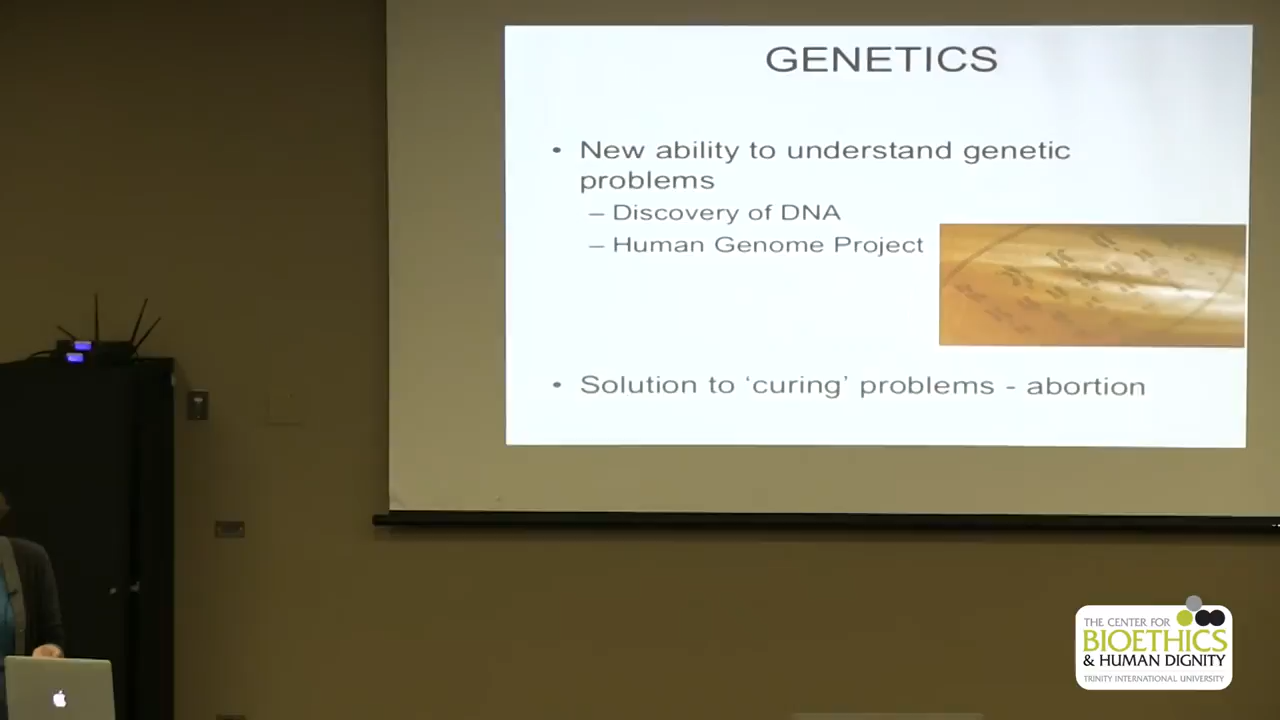 GENETICS
• New ability to understand genetic
problems
– Discovery of DNA
– Human Genome Project
• Solution to ‘curing’ problems - abortion
THE CENTER FOR
BIOETHICS
& HUMAN DIGNITY
TRINITY INTERNATIONAL UNIVERSITY